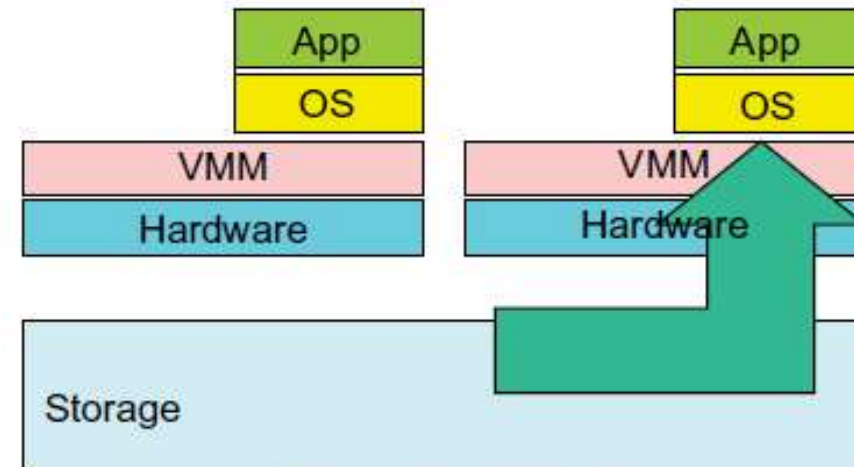 App
App
OS
OS
VMM
VMM
Hardware
Hardware
Storage